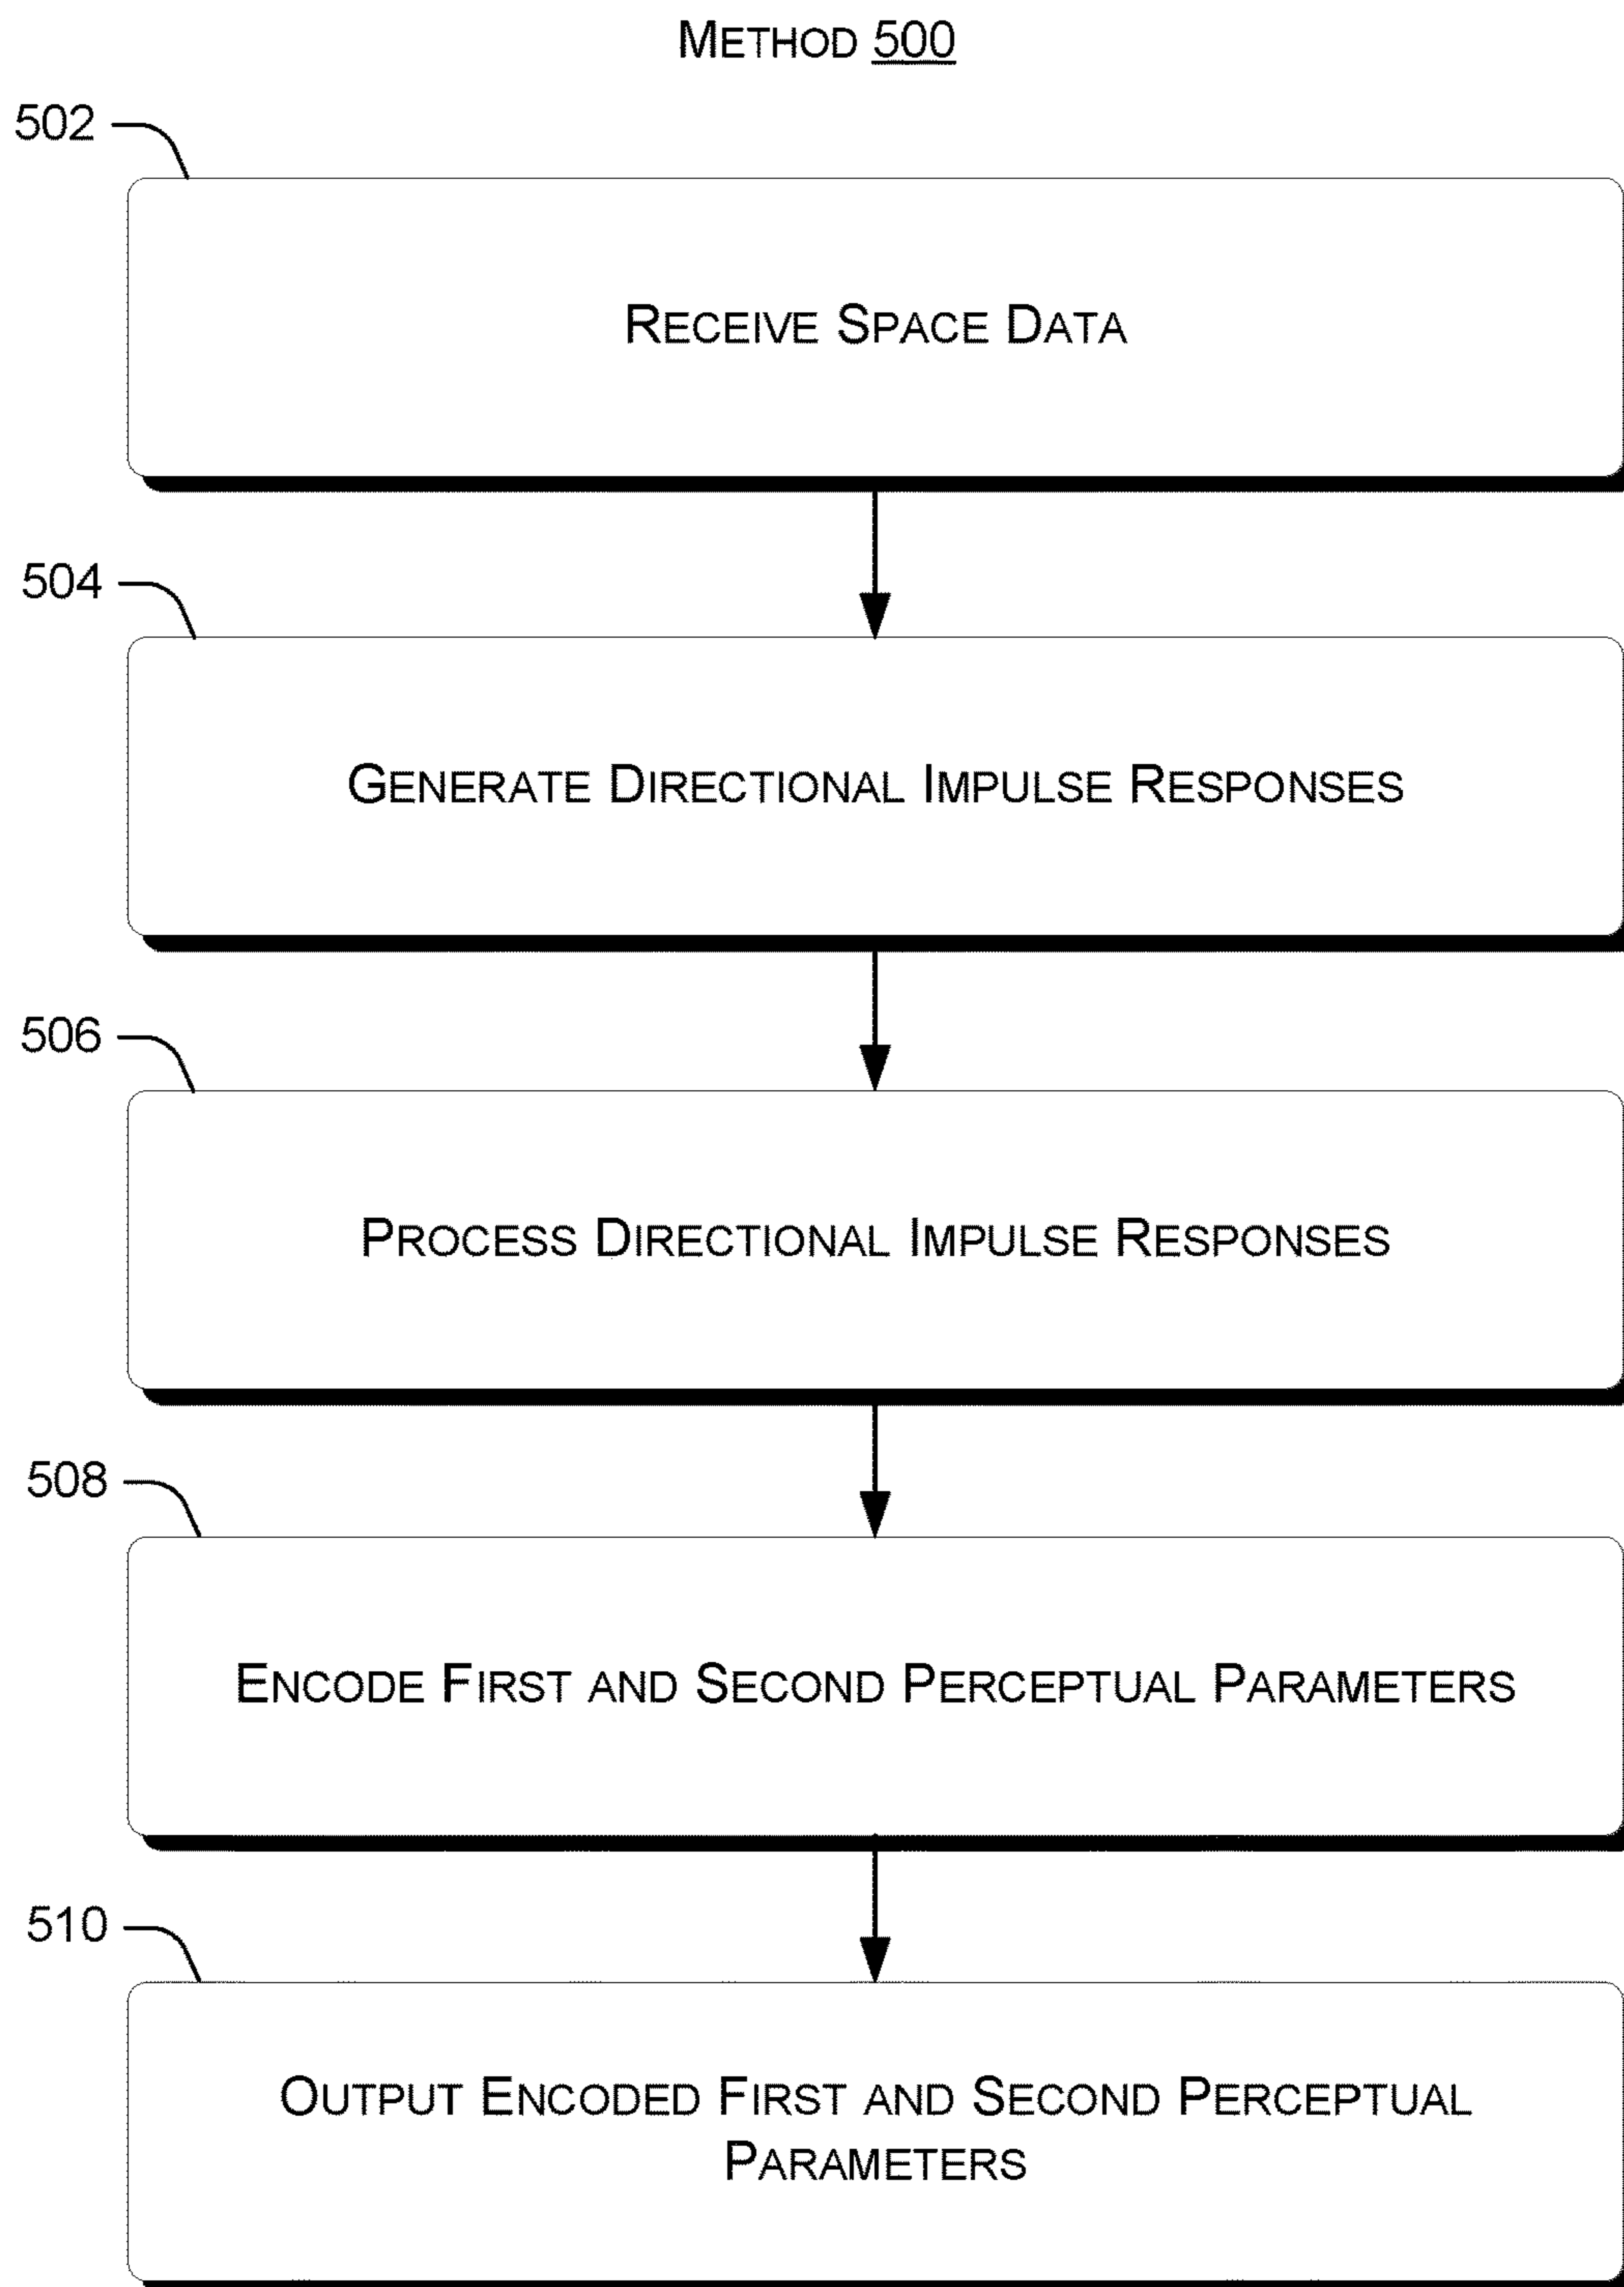 METHOD 500
502
RECEIVE SPACE DATA
504
GENERATE DIRECTIONAL IMPULSE RESPONSES
506
PROCESS DIRECTIONAL IMPULSE RESPONSES
508
ENCODE FIRST AND SECOND PERCEPTUAL PARAMETERS
510
OUTPUT ENCODED FIRST AND SECOND PERCEPTUAL
PARAMETERS